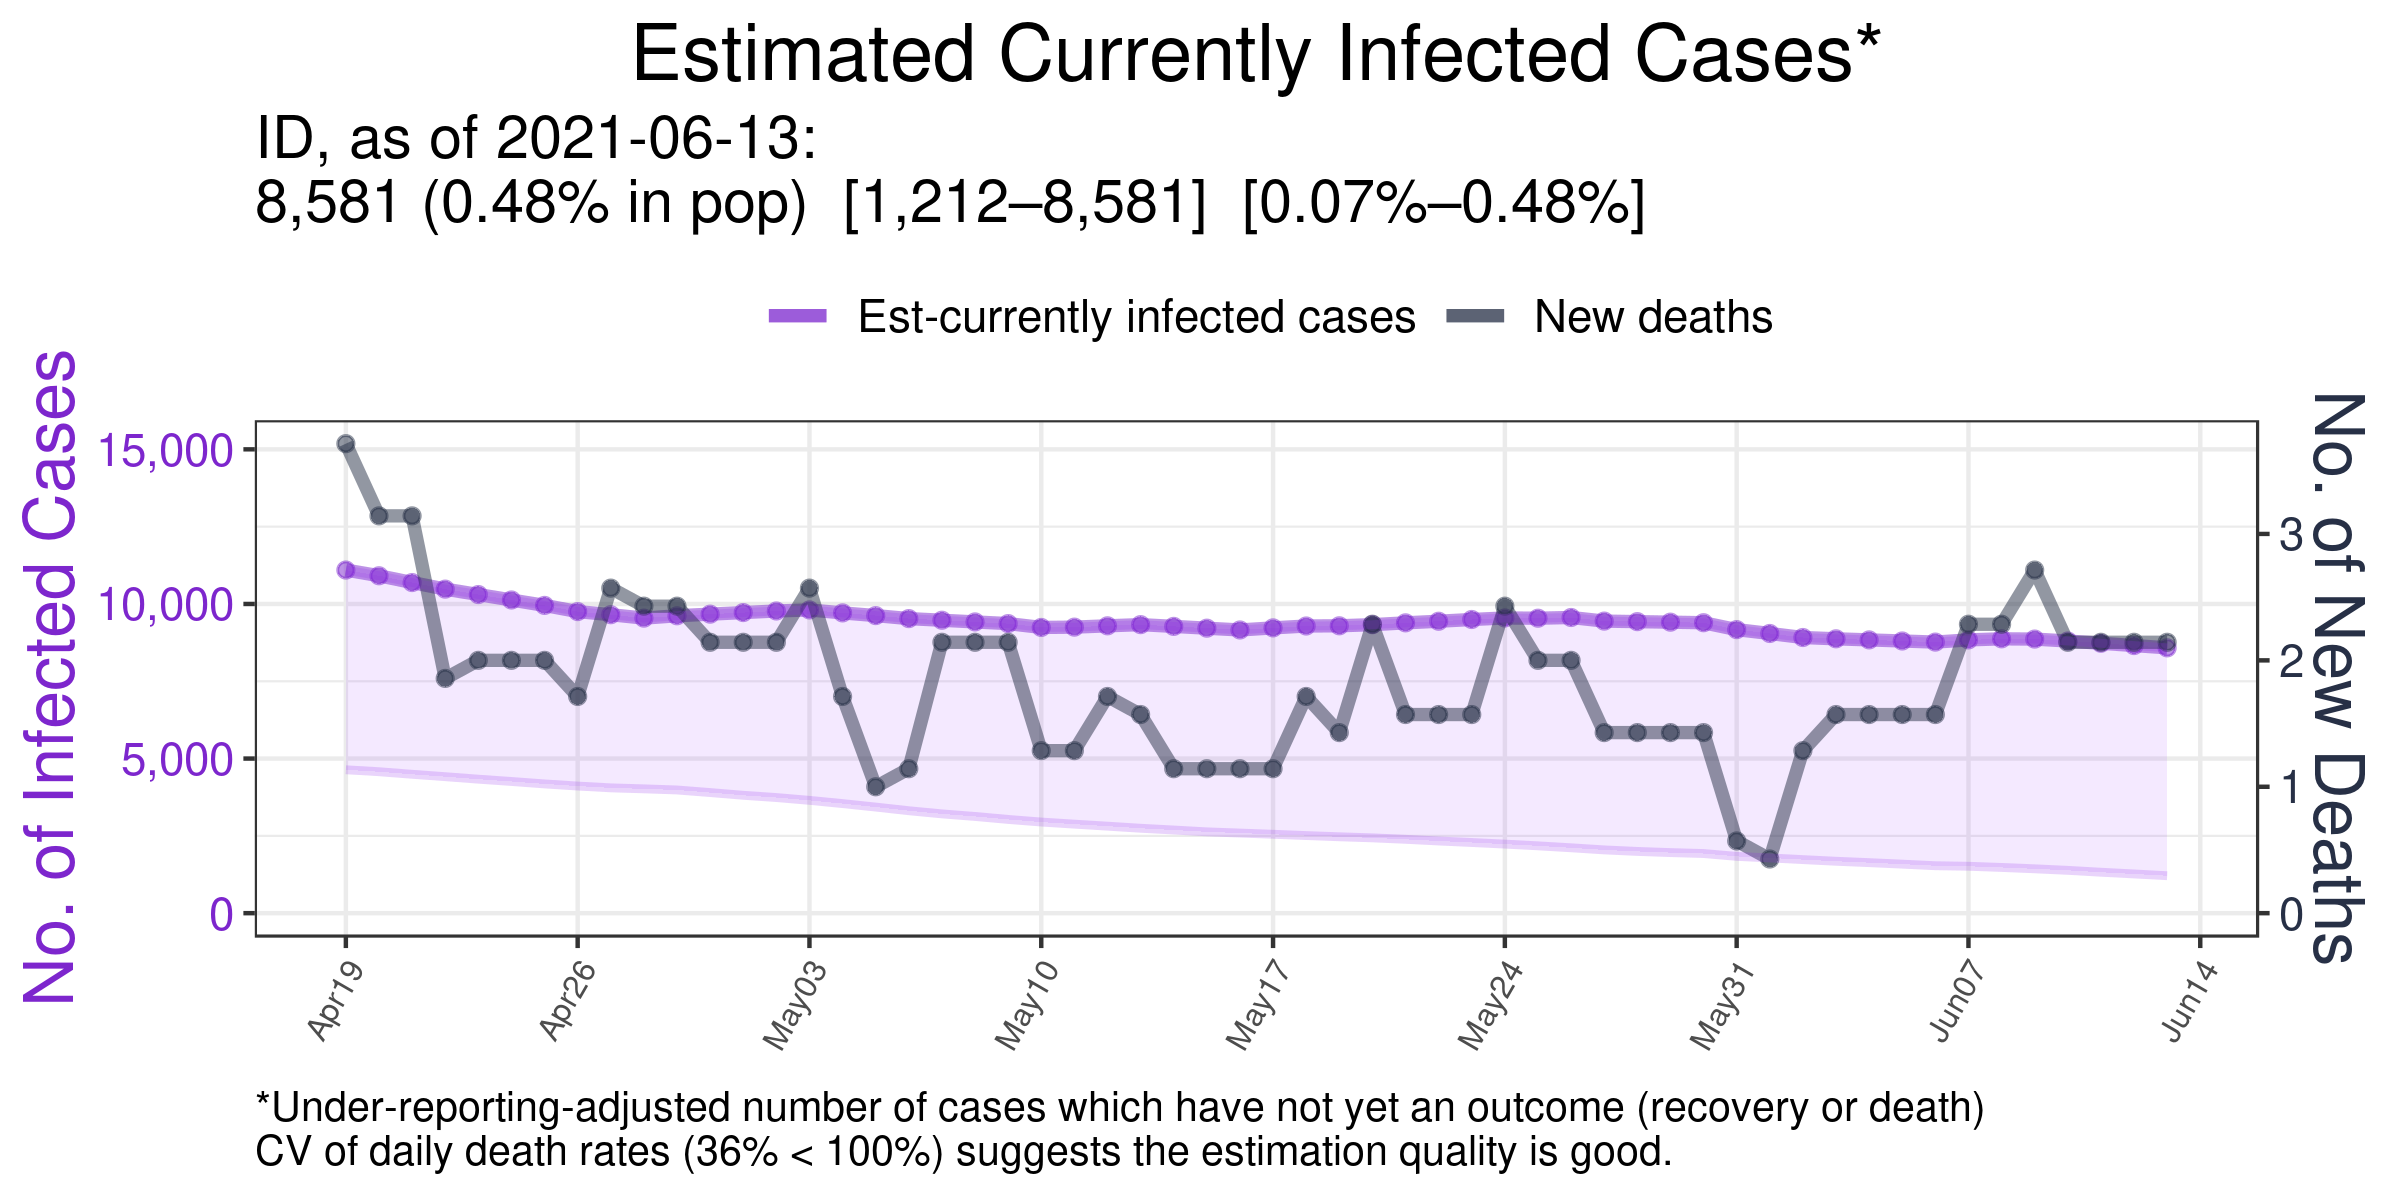 Estimated Currently Infected Cases*
ID, as of 2021-06-13:
8,581 (0.48% in pop)  [1,212–8,581]  [0.07%–0.48%]
Est-currently infected cases
New deaths
No. of Infected Cases
15,000
10,000
5,000
0
3
2
1
0
No. of New Deaths
Apr19
Apr26
May03
May10
May17
May24
May31
Jun07
Jun14
*Under-reporting-adjusted number of cases which have not yet an outcome (recovery or death)
CV of daily death rates (36% < 100%) suggests the estimation quality is good.